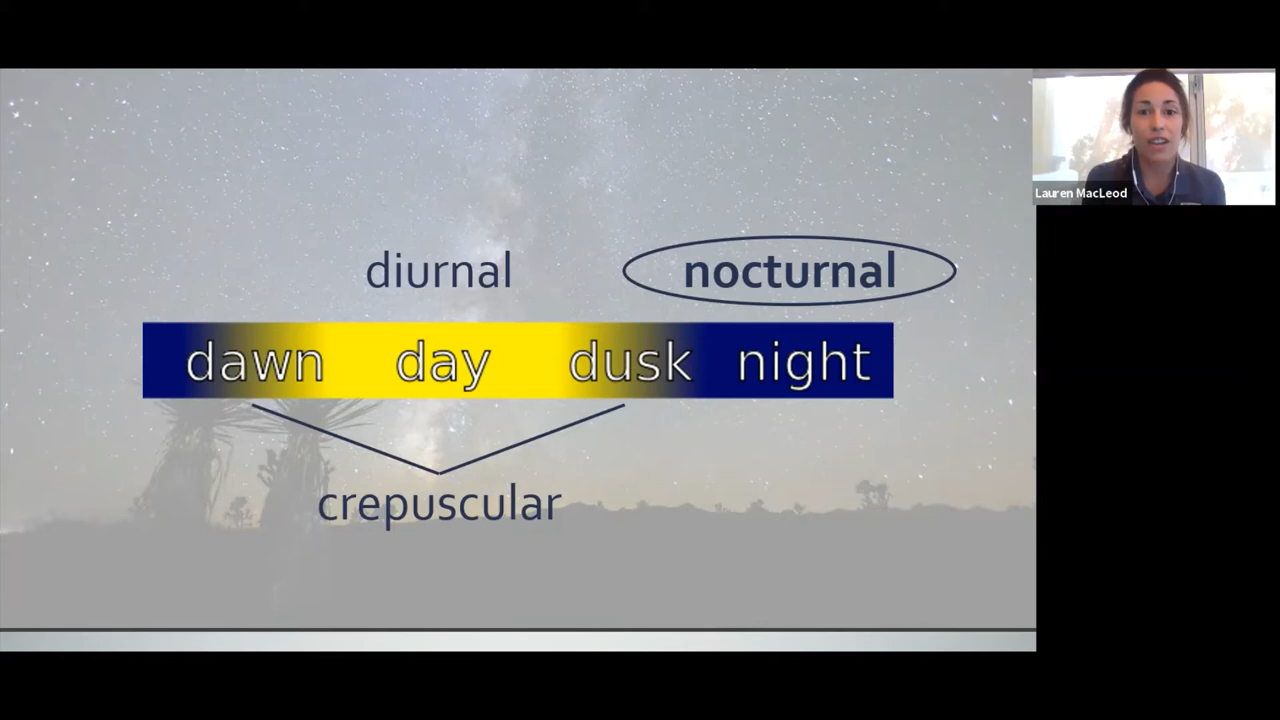 Lauren MacLeod
diurnal nocturnal
dawn day dusk night
crepuscular